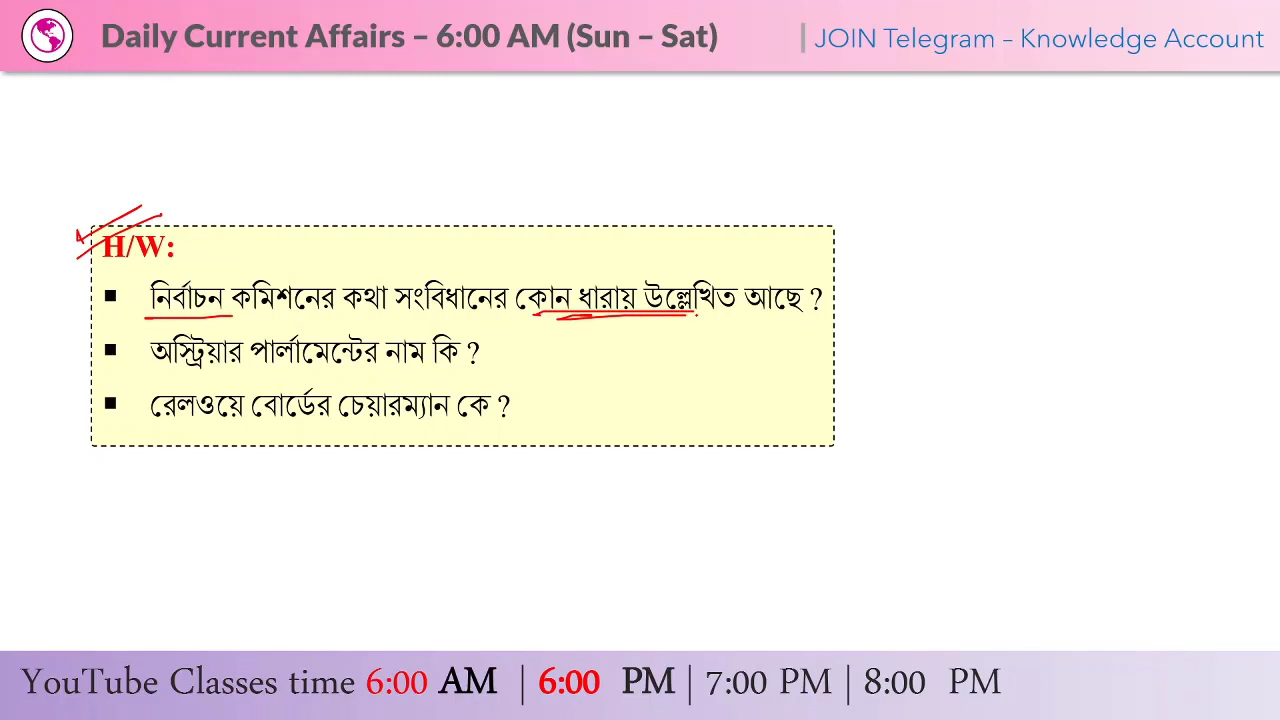 Daily Current Affairs – 6:00 AM (Sun – Sat)
| JOIN Telegram – Knowledge Account
H/W:
▪ নির্বাচন কমিশনের কথা সংবিধানের কোন ধারায় উল্লেখিত আছে ?
▪ অস্ট্রিয়ার পার্লামেন্টের নাম কি ?
▪ রেলওয়ে বোর্ডের চেয়ারম্যান কে ?
YouTube Classes time 6:00 AM | 6:00 PM | 7:00 PM | 8:00 PM